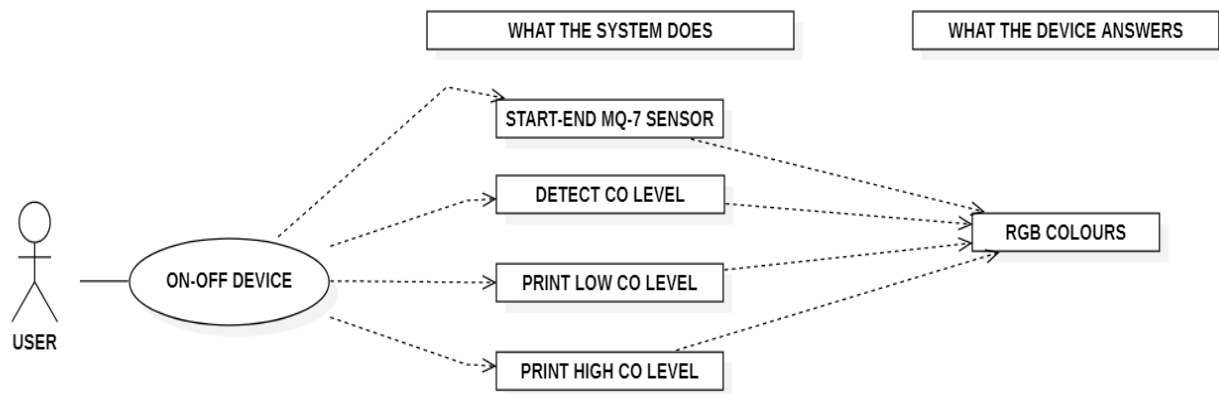 WHAT THE SYSTEM DOES
WHAT THE DEVICE ANSWERS
START-END MQ-7 SENSOR
DETECT CO LEVEL
RGB COLOURS
ON-OFF DEVICE
PRINT LOW CO LEVEL
USER
PRINT HIGH CO LEVEL